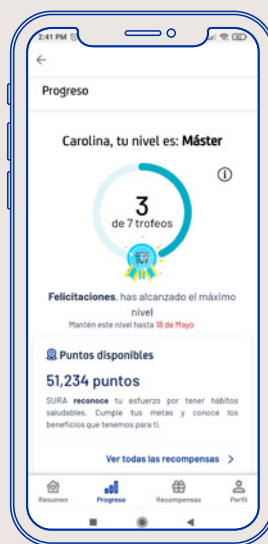 2:41 PM
Progreso
Carolina, tu nivel es: Máster
3
de 7 trofeos
Felicitaciones, has alcanzado el máximo
nivel
Mantén este nivel hasta 18 de Mayo
Puntos disponibles
51,234 puntos
SURA reconoce tu esfuerzo por tener hábitos
saludables. Cumple tus metas y conoce los
beneficios que tenemos para ti.
Ver todas las recompensas >
Resumen Progreso Recompensas Perfil